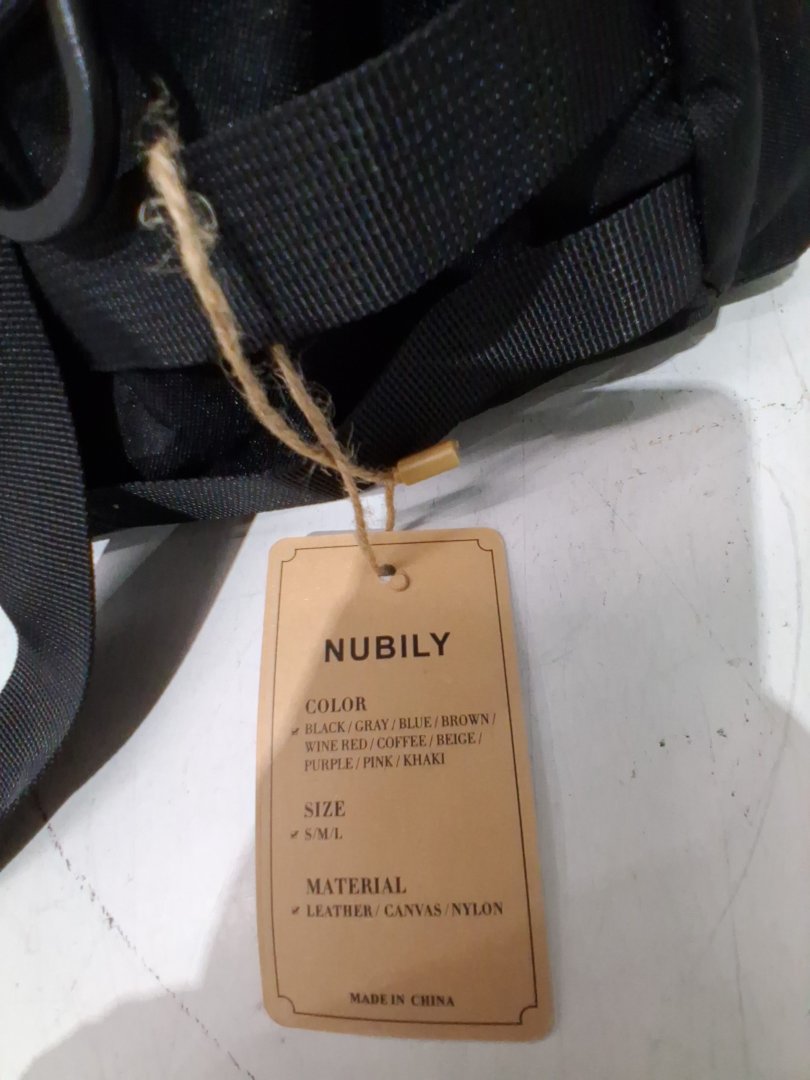 NUBILY
COLOR
BLACK / GRAY / BLUE / BROWN /
WINE RED / COFFEE / BEIGE /
PURPLE / PINK / KHAKI
SIZE
S/M/L
MATERIAL
LEATHER / CANVAS / NYLON
MADE IN CHINA